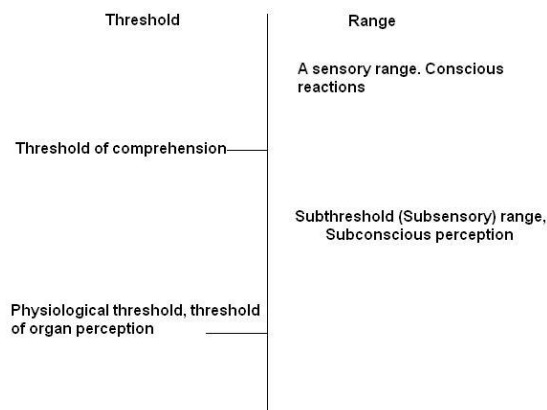 Threshold
Range
A sensory range. Conscious
reactions
Threshold of comprehension
Subthreshold (Subsensory) range,
Subconscious perception
Physiological threshold, threshold
of organ perception